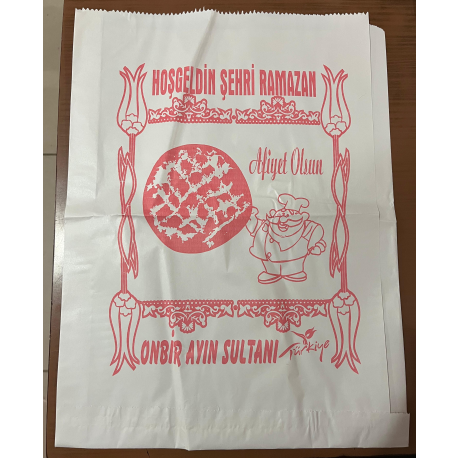 HOŞGELDİN ŞEHRİ RAMAZAN
Afiyet Olsun
ONBİR AYIN SULTANI
Türkiye